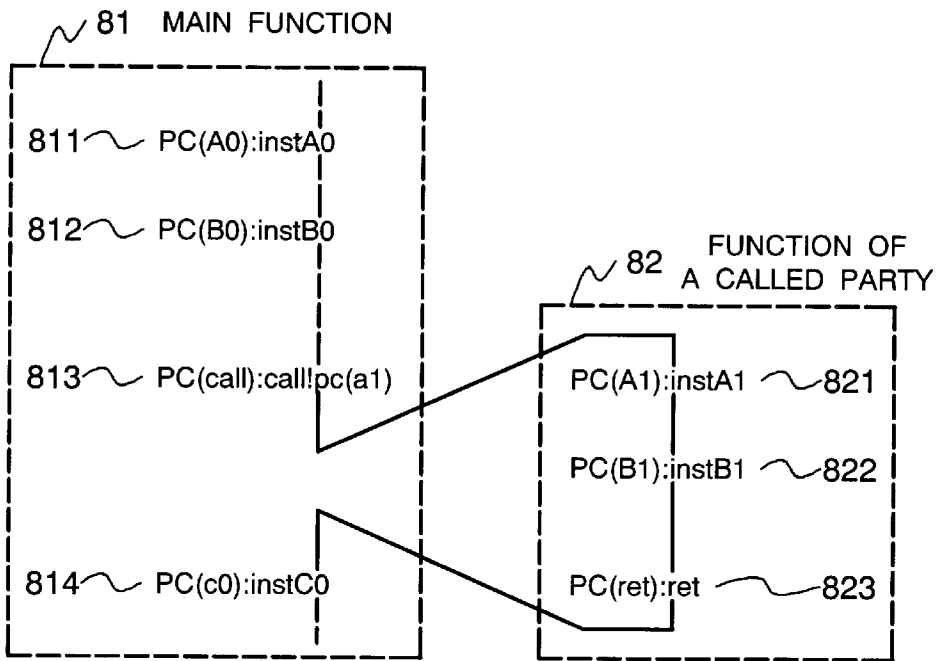 81 MAIN FUNCTION
811 PC(A0):instA0
812 PC(B0):instB0
813 PC(call):call!pc(a1)
814 PC(c0):instC0
82 FUNCTION OF
A CALLED PARTY
PC(A1):instA1 821
PC(B1):instB1 822
PC(ret):ret 823